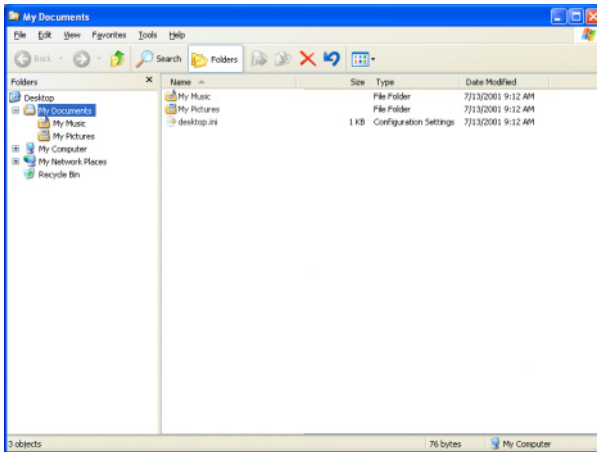 My Documents
File Edit View Favorites Tools Help
Back Search Folders
Folders
Desktop
My Documents
My Music
My Pictures
My Computer
My Network Places
Recycle Bin
Name Size Type Date Modified
My Music File Folder 7/13/2001 9:12 AM
My Pictures File Folder 7/13/2001 9:12 AM
desktop.ini 1 KB Configuration Settings 7/13/2001 9:12 AM
3 objects 76 bytes My Computer